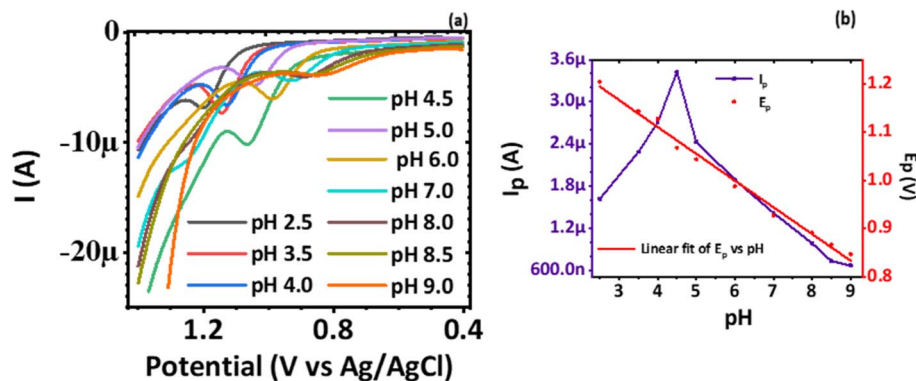 (a)
0
-10µ
-20µ
I (A)
pH 4.5
pH 5.0
pH 6.0
pH 7.0
pH 2.5
pH 8.0
pH 3.5
pH 8.5
pH 4.0
pH 9.0
1.2
0.8
0.4
Potential (V vs Ag/AgCl)
(b)
3.6µ
3.0µ
2.4µ
1.8µ
1.2µ
600.0n
Ip (A)
Ip
Ep
Linear fit of Ep vs pH
1.2
1.1
1.0
0.9
0.8
Ep (V)
3
4
5
6
7
8
9
pH